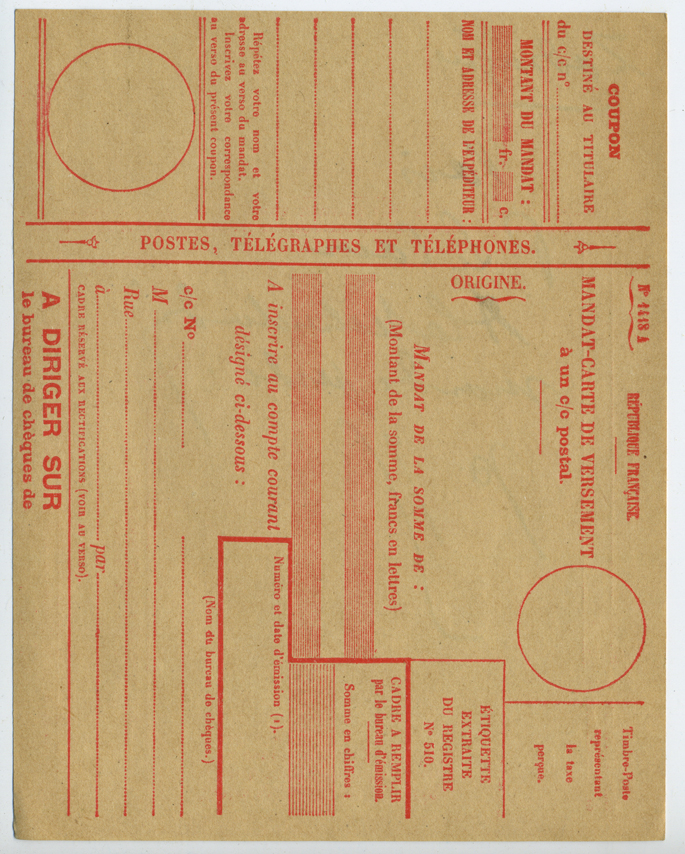 COUPON
DESTINÉ AU TITULAIRE
du c/c n°
MONTANT DU MANDAT :
fr. c.
NOM ET ADRESSE DE L'EXPÉDITEUR :
Répétez votre nom et votre
adresse au verso du mandat.
Inscrivez votre correspondance
au verso du présent coupon.
POSTES, TÉLÉGRAPHES ET TÉLÉPHONES.
N° 1418 A
RÉPUBLIQUE FRANÇAISE.
MANDAT-CARTE DE VERSEMENT
à un c/c postal.
Timbre-Poste
représentant
la taxe
perçue.
ORIGINE.
ÉTIQUETTE
EXTRAITE
DU REGISTRE
N° 510.
MANDAT DE LA SOMME DE :
(Montant de la somme, francs en lettres)
CADRE A REMPLIR
par le bureau d'émission.
Somme en chiffres :
A inscrire au compte courant
désigné ci-dessous :
Numéro et date d'émission (1).
c/c N°
(Nom du bureau de chèques.)
M
Rue
à par
CADRE RÉSERVÉ AUX RECTIFICATIONS (VOIR AU VERSO).
A DIRIGER SUR
le bureau de chèques de